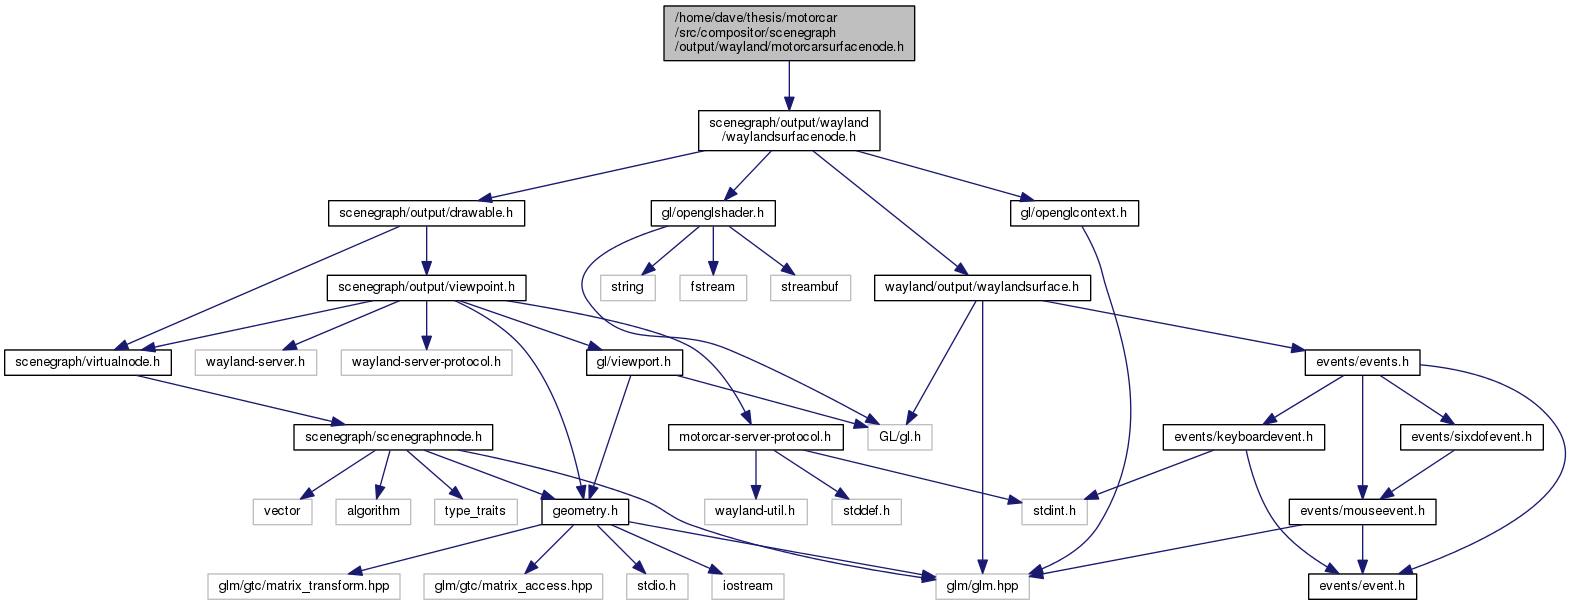 /home/dave/thesis/motorcar
/src/compositor/scenegraph
/output/wayland/motorcarsurfacenode.h
scenegraph/output/wayland
/waylandsurfacenode.h
scenegraph/output/drawable.h
gl/openglshader.h
gl/openglcontext.h
scenegraph/output/viewpoint.h
string
fstream
streambuf
wayland/output/waylandsurface.h
scenegraph/virtualnode.h
wayland-server.h
wayland-server-protocol.h
gl/viewport.h
events/events.h
scenegraph/scenegraphnode.h
motorcar-server-protocol.h
GL/gl.h
events/keyboardevent.h
events/sixdofevent.h
vector
algorithm
type_traits
geometry.h
wayland-util.h
stddef.h
stdint.h
events/mouseevent.h
glm/gtc/matrix_transform.hpp
glm/gtc/matrix_access.hpp
stdio.h
iostream
glm/glm.hpp
events/event.h